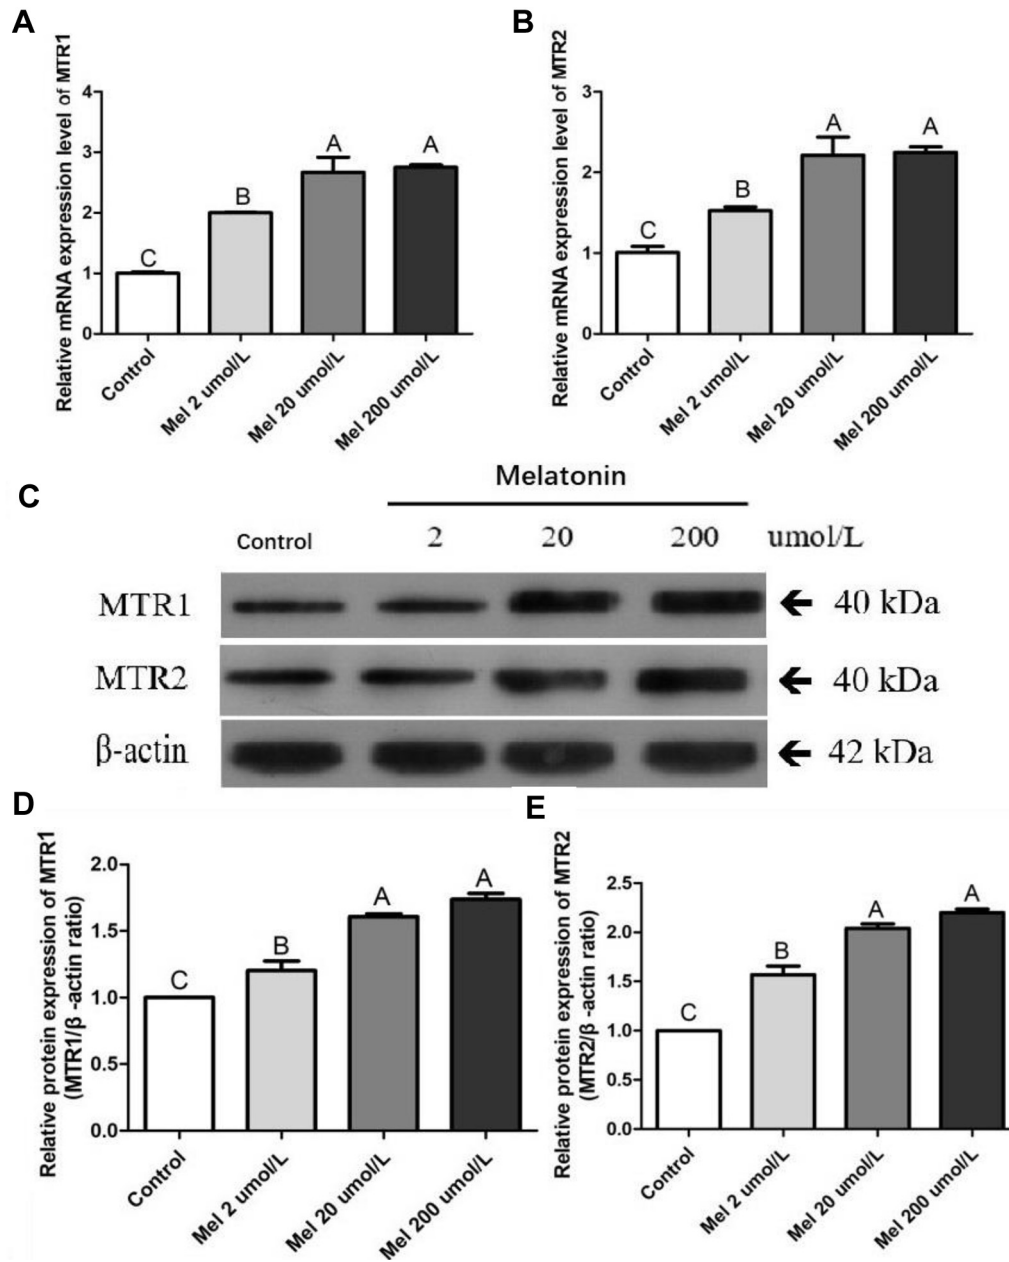 A
Relative mRNA expression level of MTR1
4
3
2
1
0
C
B
A
A
Control
Mel 2 umol/L
Mel 20 umol/L
Mel 200 umol/L
B
Relative mRNA expression level of MTR2
3
2
1
0
C
B
A
A
Control
Mel 2 umol/L
Mel 20 umol/L
Mel 200 umol/L
C
Melatonin
Control 2 20 200 umol/L
MTR1 40 kDa
MTR2 40 kDa
β-actin 42 kDa
D
Relative protein expression of MTR1
(MTR1/β -actin ratio)
2.0
1.5
1.0
0.5
0.0
C
B
A
A
Control
Mel 2 umol/L
Mel 20 umol/L
Mel 200 umol/L
E
Relative protein expression of MTR2
(MTR2/β -actin ratio)
2.5
2.0
1.5
1.0
0.5
0.0
C
B
A
A
Control
Mel 2 umol/L
Mel 20 umol/L
Mel 200 umol/L